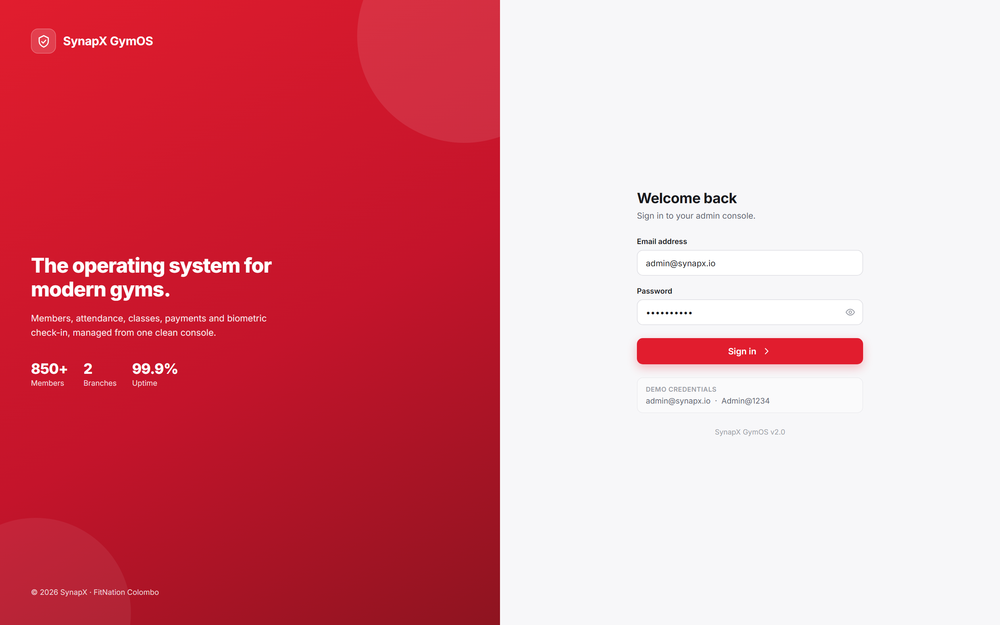 SynapX GymOS
The operating system for
modern gyms.
Members, attendance, classes, payments and biometric
check-in, managed from one clean console.
850+ 2 99.9%
Members Branches Uptime
© 2026 SynapX · FitNation Colombo
Welcome back
Sign in to your admin console.
Email address
admin@synapx.io
Password
••••••••••
Sign in
DEMO CREDENTIALS
admin@synapx.io · Admin@1234
SynapX GymOS v2.0